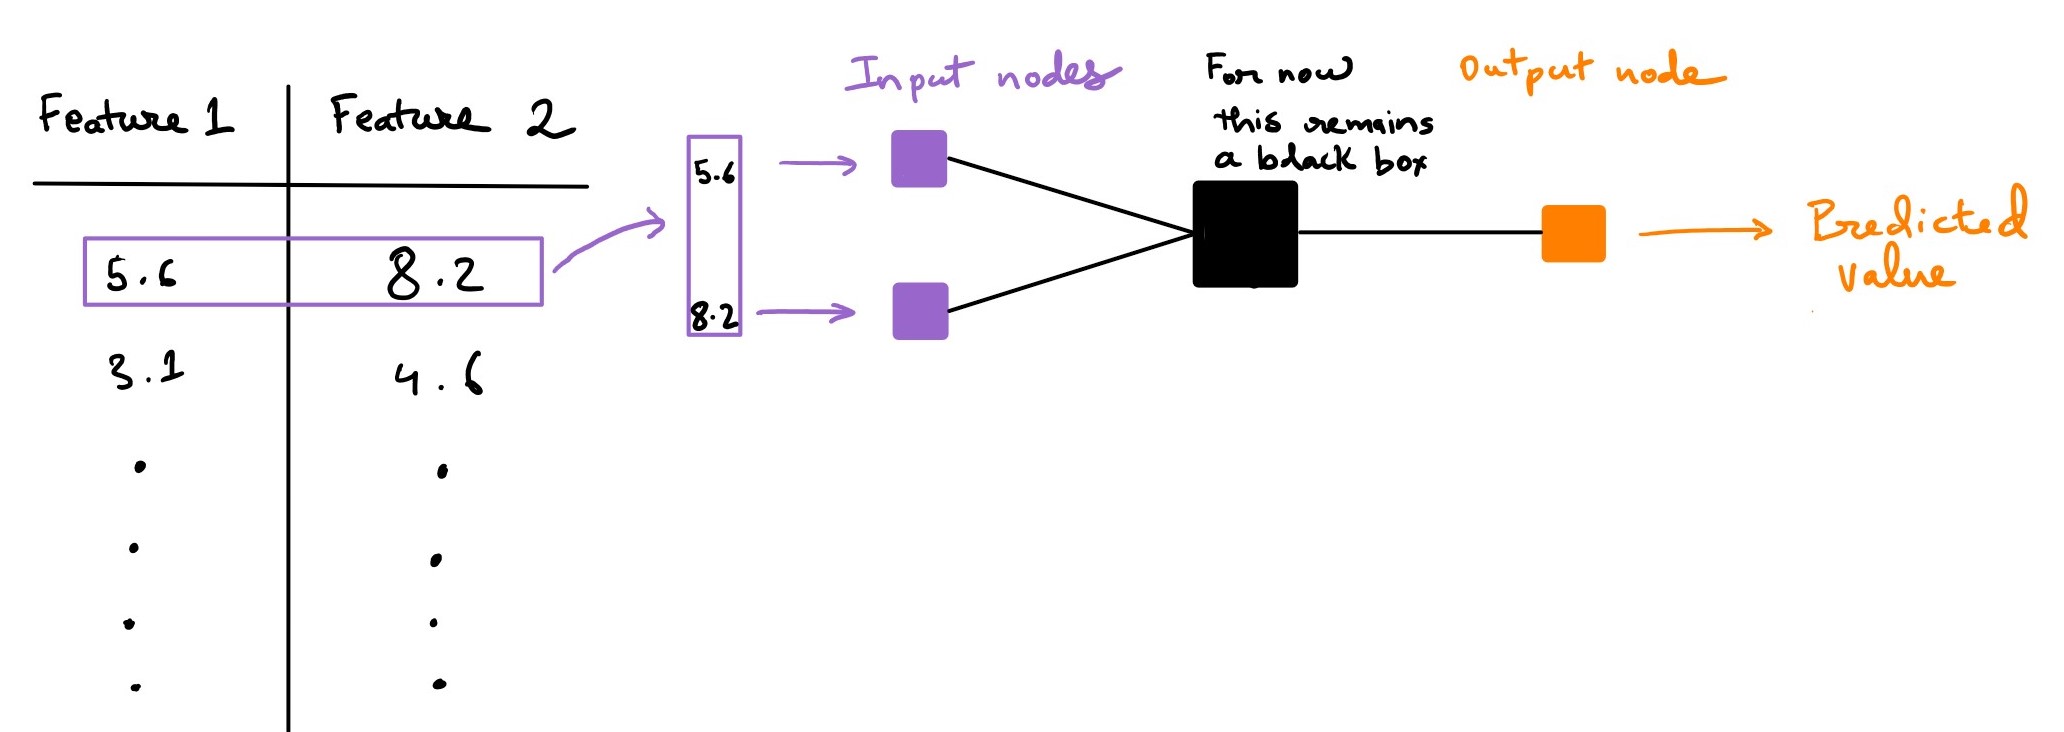 Feature 1 Feature 2
5.6 8.2
3.1 4.6
5.6
8.2
Input nodes
For now
this remains
a black box
Output node
Predicted
value